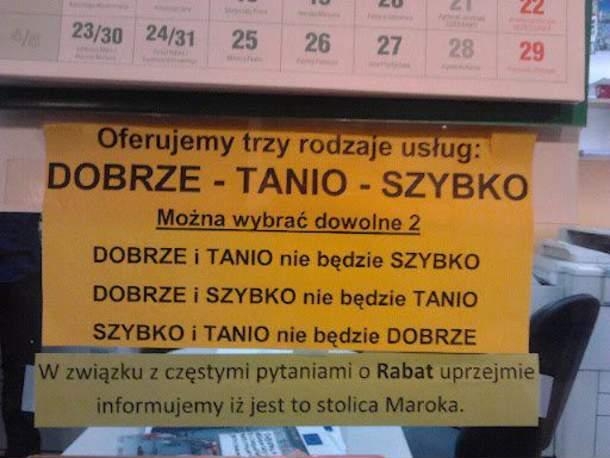 22
23/30 24/31 25 26 27 28 29
Oferujemy trzy rodzaje usług:
DOBRZE - TANIO - SZYBKO
Można wybrać dowolne 2
DOBRZE i TANIO nie będzie SZYBKO
DOBRZE i SZYBKO nie będzie TANIO
SZYBKO i TANIO nie będzie DOBRZE
W związku z częstymi pytaniami o Rabat uprzejmie
informujemy iż jest to stolica Maroka.